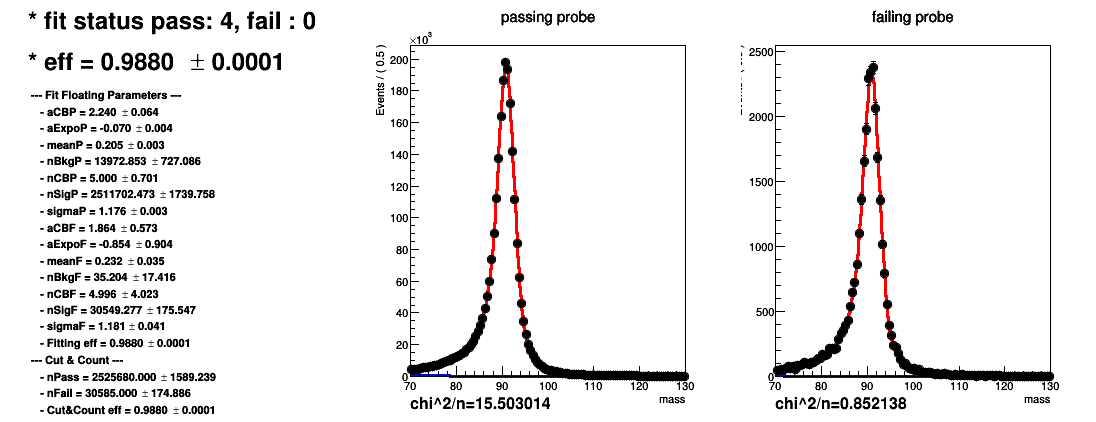 * fit status pass: 4, fail : 0
* eff = 0.9880 ± 0.0001
--- Fit Floating Parameters ---
- aCBP = 2.240 ± 0.064
- aExpoP = -0.070 ± 0.004
- meanP = 0.205 ± 0.003
- nBkgP = 13972.853 ± 727.086
- nCBP = 5.000 ± 0.701
- nSigP = 2511702.473 ± 1739.758
- sigmaP = 1.176 ± 0.003
- aCBF = 1.864 ± 0.573
- aExpoF = -0.854 ± 0.904
- meanF = 0.232 ± 0.035
- nBkgF = 35.204 ± 17.416
- nCBF = 4.996 ± 4.023
- nSigF = 30549.277 ± 175.547
- sigmaF = 1.181 ± 0.041
- Fitting eff = 0.9880 ± 0.0001
--- Cut & Count ---
- nPass = 2525680.000 ± 1589.239
- nFail = 30585.000 ± 174.886
- Cut&Count eff = 0.9880 ± 0.0001
passing probe
×10³
Events / ( 0.5 )
200
180
160
140
120
100
80
60
40
20
0
70 80 90 100 110 120 130
mass
chi^2/n=15.503014
failing probe
2500
2000
1500
1000
500
0
70 80 90 100 110 120 130
mass
chi^2/n=0.852138